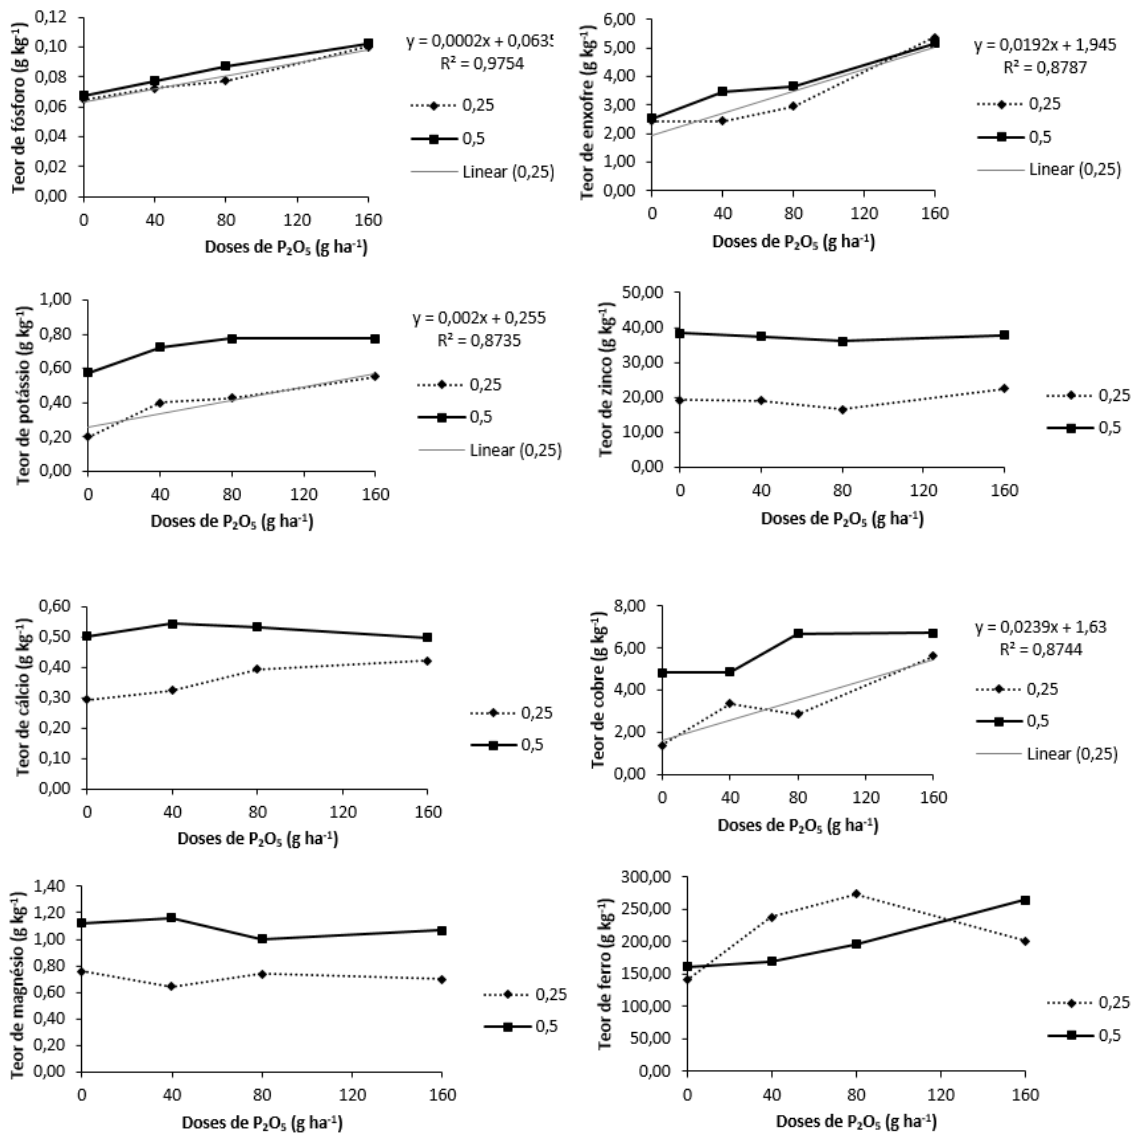 Teor de fósforo (g kg⁻¹)
0,12
0,10
0,08
0,06
0,04
0,02
0,00
0 40 80 120 160
Doses de P₂O₅ (g ha⁻¹)
y = 0,0002x + 0,0635
R² = 0,9754
0,25
0,5
Linear (0,25)
Teor de enxofre (g kg⁻¹)
6,00
5,00
4,00
3,00
2,00
1,00
0,00
0 40 80 120 160
Doses de P₂O₅ (g ha⁻¹)
y = 0,0192x + 1,945
R² = 0,8787
0,25
0,5
Linear (0,25)
Teor de potássio (g kg⁻¹)
1,00
0,80
0,60
0,40
0,20
0,00
0 40 80 120 160
Doses de P₂O₅ (g ha⁻¹)
y = 0,002x + 0,255
R² = 0,8735
0,25
0,5
Linear (0,25)
Teor de zinco (g kg⁻¹)
50,00
40,00
30,00
20,00
10,00
0,00
0 40 80 120 160
Doses de P₂O₅ (g ha⁻¹)
0,25
0,5
Teor de cálcio (g kg⁻¹)
0,60
0,50
0,40
0,30
0,20
0,10
0,00
0 40 80 120 160
Doses de P₂O₅ (g ha⁻¹)
0,25
0,5
Teor de cobre (g kg⁻¹)
8,00
6,00
4,00
2,00
0,00
0 40 80 120 160
Doses de P₂O₅ (g ha⁻¹)
y = 0,0239x + 1,63
R² = 0,8744
0,25
0,5
Linear (0,25)
Teor de magnésio (g kg⁻¹)
1,40
1,20
1,00
0,80
0,60
0,40
0,20
0,00
0 40 80 120 160
Doses de P₂O₅ (g ha⁻¹)
0,25
0,5
Teor de ferro (g kg⁻¹)
300,00
250,00
200,00
150,00
100,00
50,00
0,00
0 40 80 120 160
Doses de P₂O₅ (g ha⁻¹)
0,25
0,5